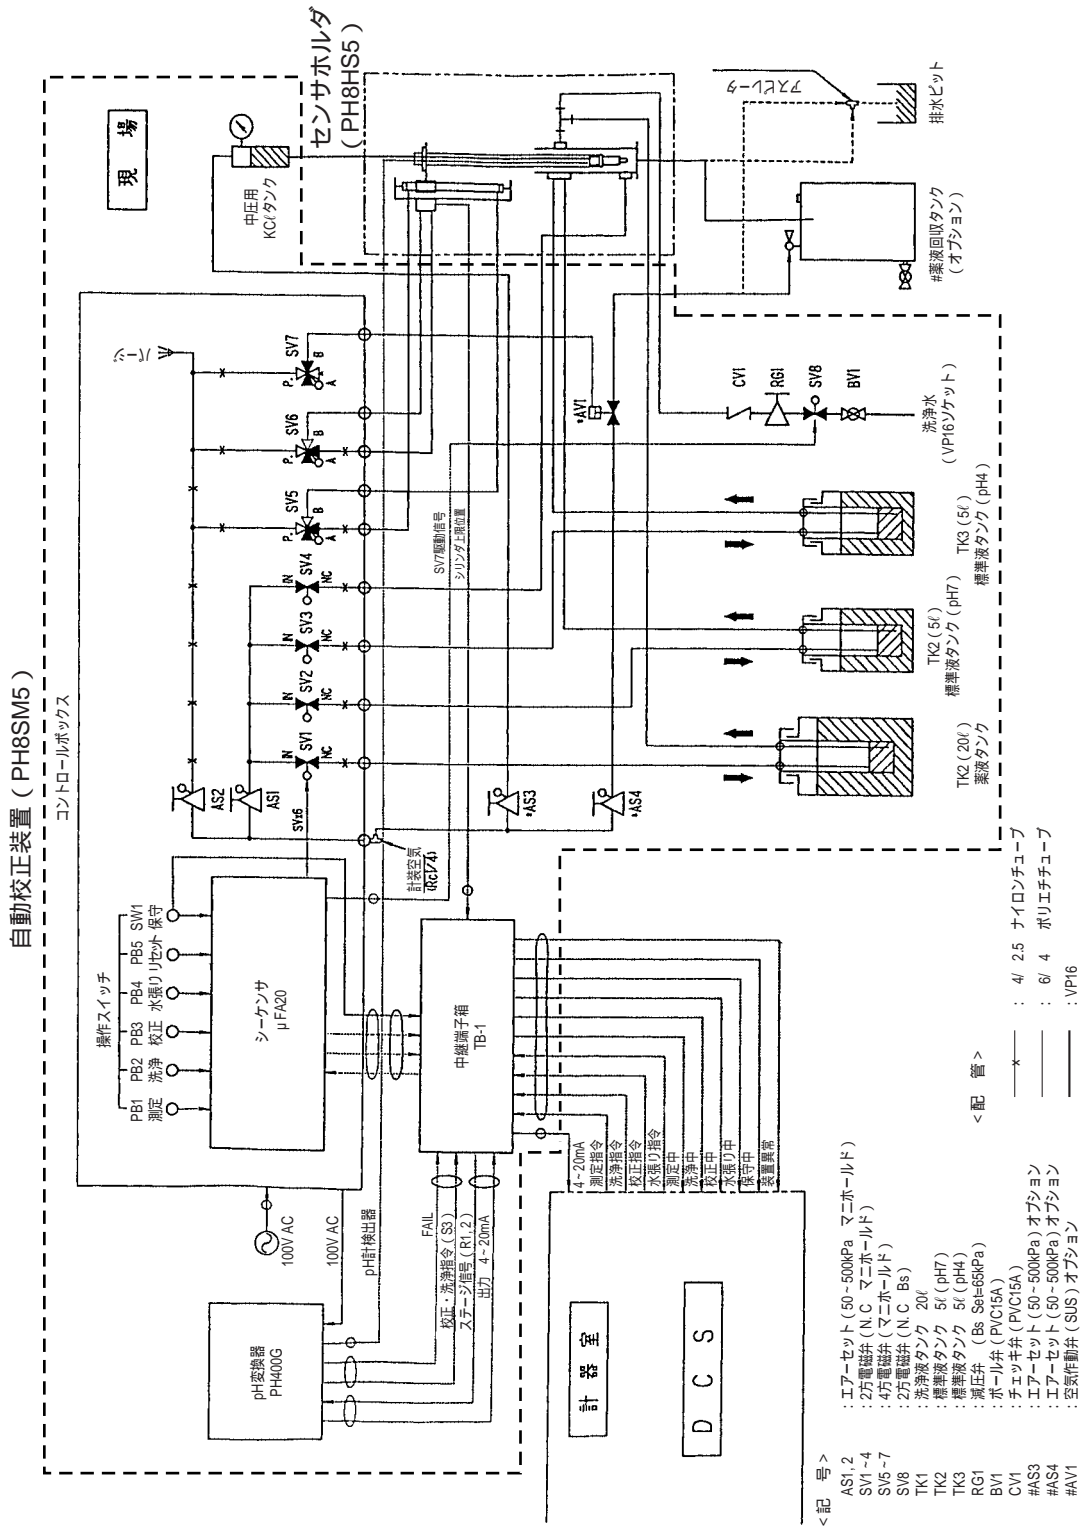 自動校正装置（PH8SM5）
コントロールボックス
現 場
センサホルダ
（PH8HS5）
中圧用
KCℓタンク
アスピレータ
排水ピット
#薬液回収タンク
（オプション）
パージ
SV7
SV6
SV5
P.
A
B
P.
A
B
P.
A
B
SV4
SV3
SV2
SV1
IN
NC
IN
NC
IN
NC
IN
NC
AS2
AS1
SVx6
*AS3
*AS4
*AV1
計装空気
(Rc1/4)
SV7駆動信号
シリンダ上限位置
CV1
RG1
SV8
BV1
洗浄水
（VP16ソケット）
TK3（5ℓ）
標準液タンク（pH4）
TK2（5ℓ）
標準液タンク（pH7）
TK2（20ℓ）
薬液タンク
操作スイッチ
PB1
測定
PB2
洗浄
PB3
校正
PB4
水張り
PB5
リセット
SW1
保守
シーケンサ
μFA20
中継端子箱
TB-1
100V AC
100V AC
pH計検出器
pH変換器
PH400G
FAIL
校正・洗浄指令（S3）
ステージ信号（R1,2）
出力 4~20mA
4~20mA
測定指令
洗浄指令
校正指令
水張り指令
測定中
洗浄中
校正中
水張り中
保守中
装置異常
計器室
DCS
<記 号>
AS1,2 : エアーセット（50~500kPa マニホールド）
SV1~4 : 2方電磁弁（N.C マニホールド）
SV5~7 : 4方電磁弁（マニホールド）
SV8 : 2方電磁弁（N.C Bs）
TK1 : 洗浄液タンク 20ℓ
TK2 : 標準液タンク 5ℓ（pH7）
TK3 : 標準液タンク 5ℓ（pH4）
RG1 : 減圧弁 （Bs Set=65kPa）
BV1 : ボール弁（PVC15A）
CV1 : チェッキ弁（PVC15A）
#AS3 : エアーセット（50~500kPa）オプション
#AS4 : エアーセット（50~500kPa）オプション
#AV1 : 空気作動弁（SUS）オプション
<配 管>
x : 4/ 2.5 ナイロンチューブ
: 6/ 4 ポリエチチューブ
: VP16